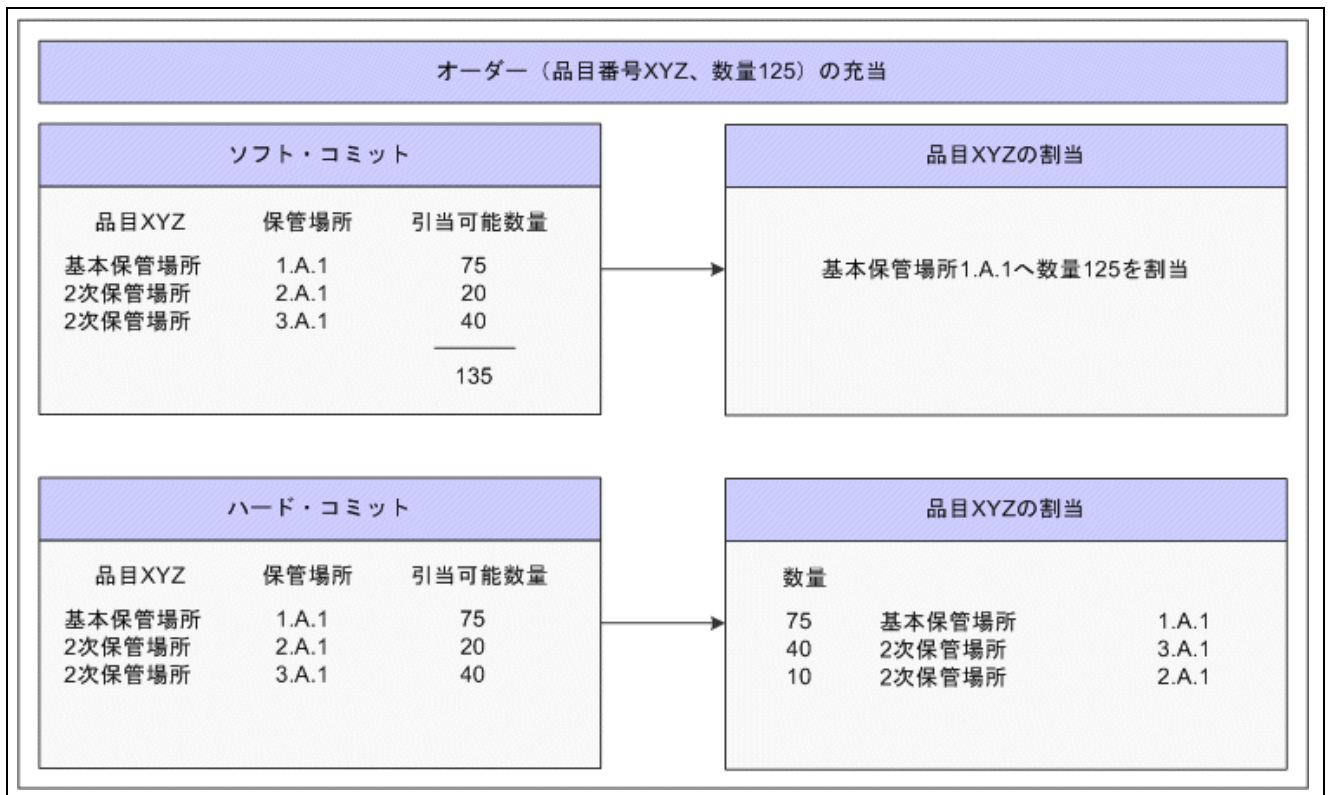 オーダー（品目番号XYZ、数量125）の充当
ソフト・コミット
品目XYZ 保管場所 引当可能数量
基本保管場所 1.A.1 75
2次保管場所 2.A.1 20
2次保管場所 3.A.1 40
135
品目XYZの割当
基本保管場所1.A.1へ数量125を割当
ハード・コミット
品目XYZ 保管場所 引当可能数量
基本保管場所 1.A.1 75
2次保管場所 2.A.1 20
2次保管場所 3.A.1 40
品目XYZの割当
数量
75 基本保管場所 1.A.1
40 2次保管場所 3.A.1
10 2次保管場所 2.A.1